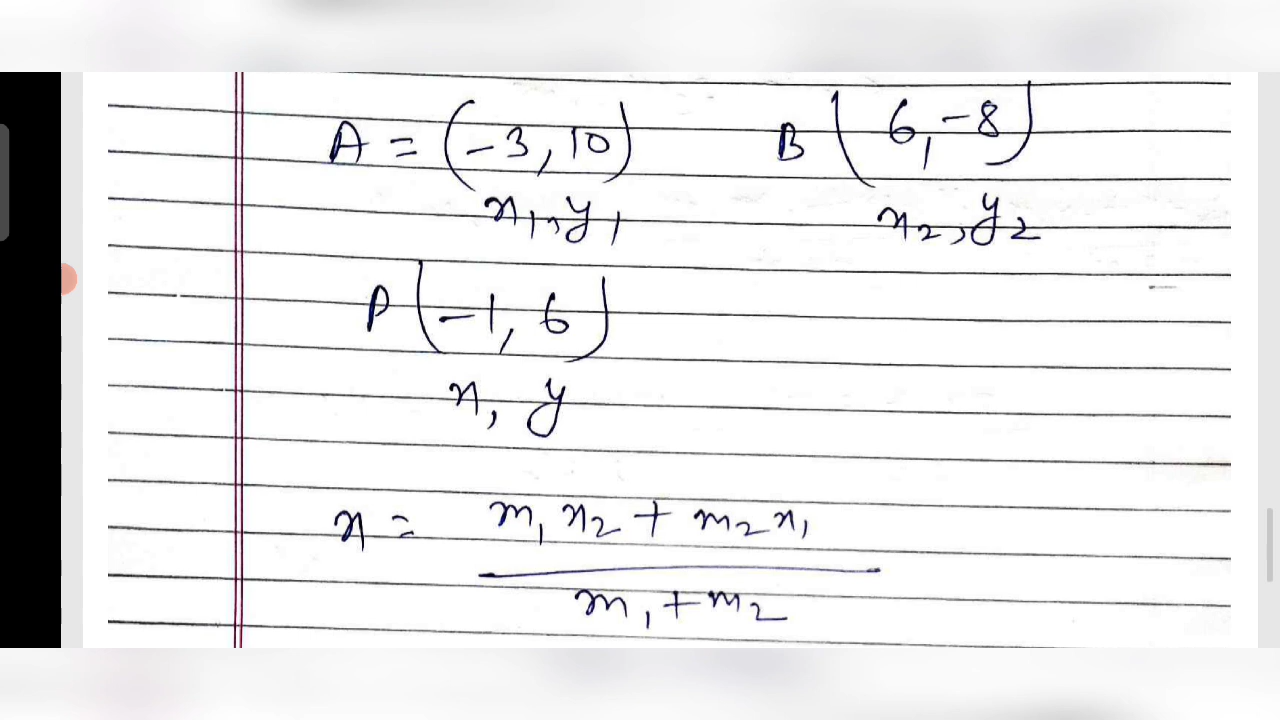 A = (-3, 10) B (6, -8)
x₁, y₁ x₂, y₂
P (-1, 6)
x, y
x = m₁x₂ + m₂x₁
m₁ + m₂